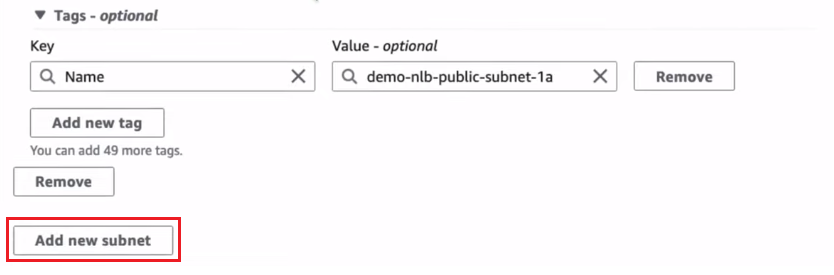 Tags - optional
Key
Value - optional
Name
demo-nlb-public-subnet-1a
Remove
Add new tag
You can add 49 more tags.
Remove
Add new subnet